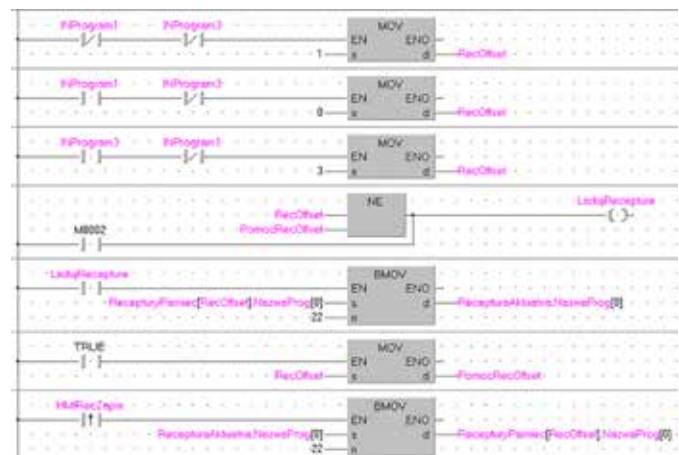 INProgram1 INProgram3 MOV
EN ENO
1 s d RecOffset
INProgram1 INProgram3 MOV
EN ENO
0 s d RecOffset
INProgram3 INProgram1 MOV
EN ENO
3 s d RecOffset
NE LadujRecepture
RecOffset
M8002 PomocRecOffset
LadujRecepture BMOV
EN ENO
RecepturyPamiec[RecOffset].NazwaProg[0] s d RecepturaAktualna.NazwaProg[0]
22 n
TRUE MOV
EN ENO
RecOffset s d PomocRecOffset
HMIRecZapis BMOV
EN ENO
RecepturaAktualna.NazwaProg[0] s d RecepturyPamiec[RecOffset].NazwaProg[0]
22 n